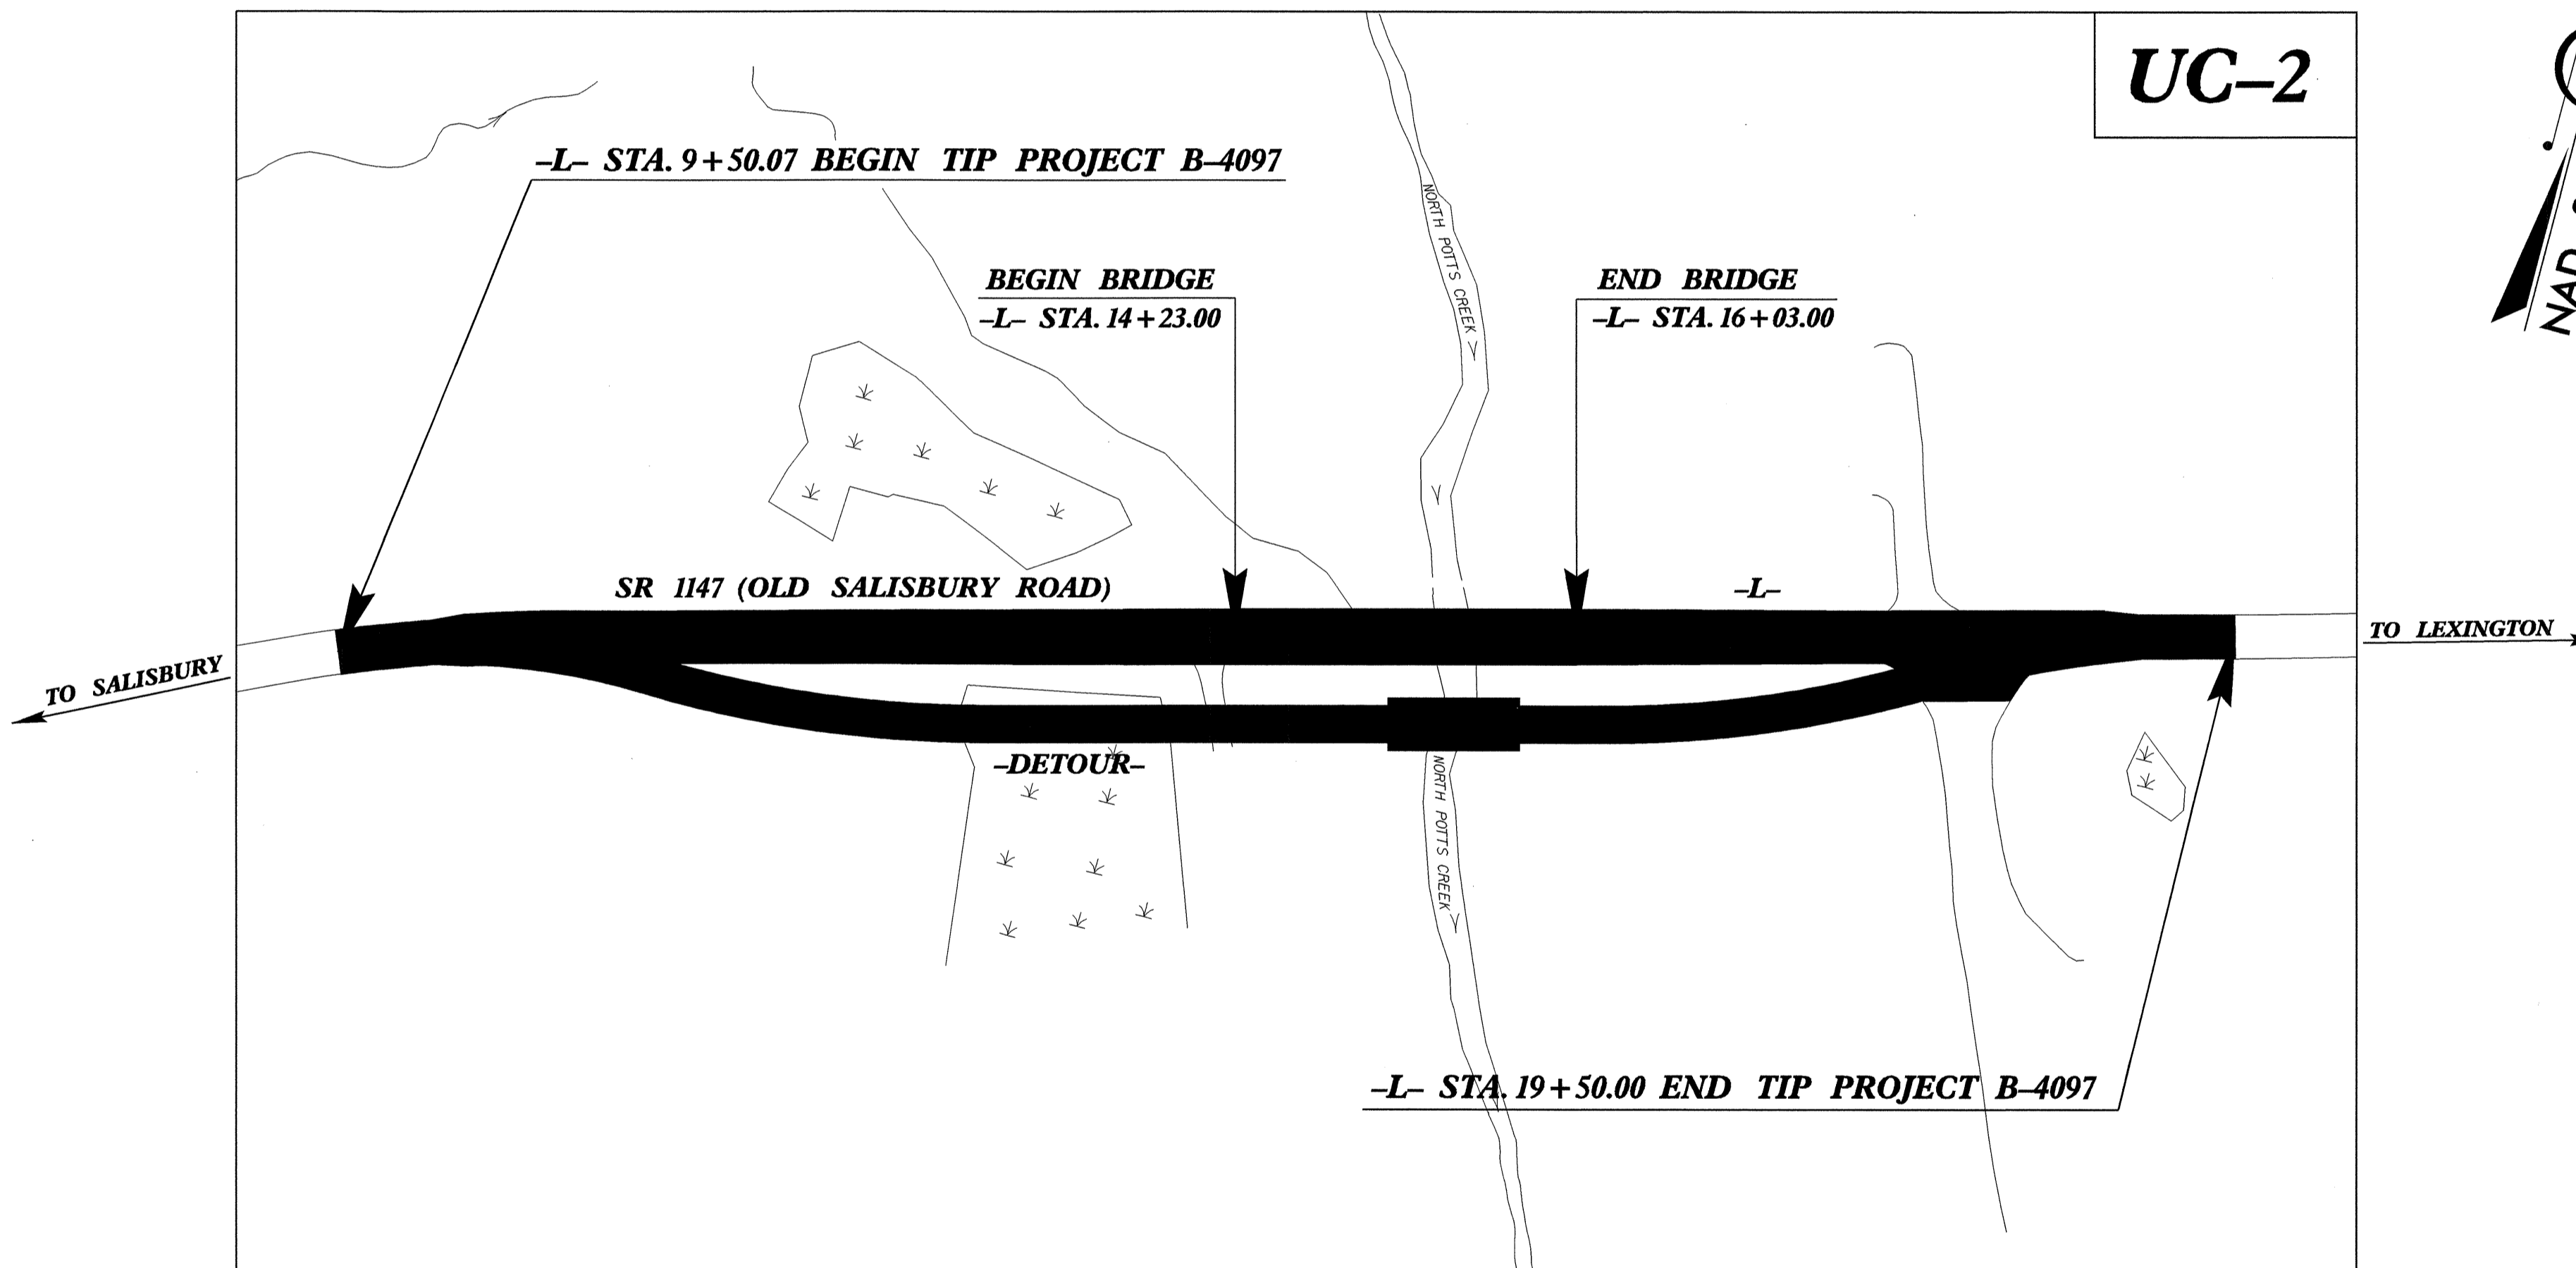 UC–2
–L– STA. 9+50.07 BEGIN TIP PROJECT B–4097
NORTH POTTS CREEK
BEGIN BRIDGE
–L– STA. 14+23.00
END BRIDGE
–L– STA. 16+03.00
NAD
SR 1147 (OLD SALISBURY ROAD)
–L–
TO LEXINGTON
TO SALISBURY
–DETOUR–
NORTH POTTS CREEK
–L– STA. 19+50.00 END TIP PROJECT B–4097